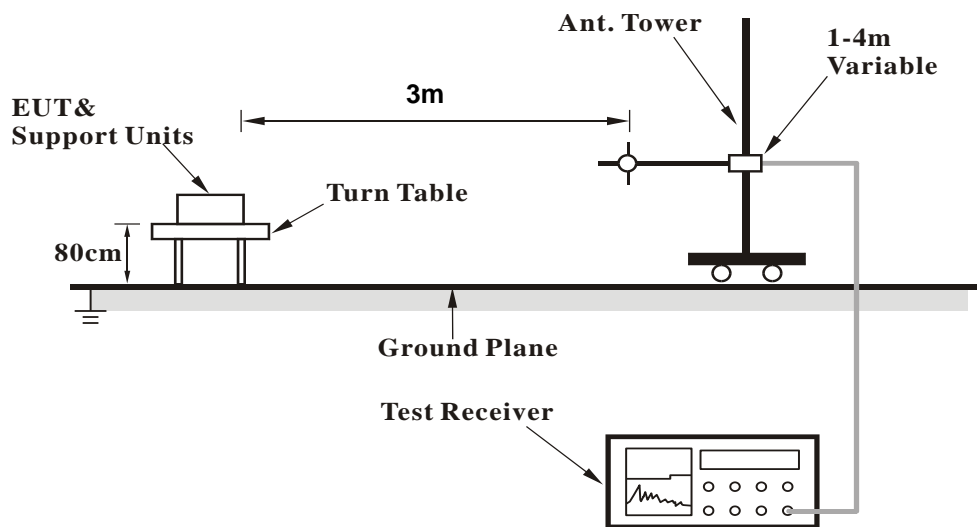 Ant. Tower
1-4m
Variable
3m
EUT&
Support Units
Turn Table
80cm
Ground Plane
Test Receiver